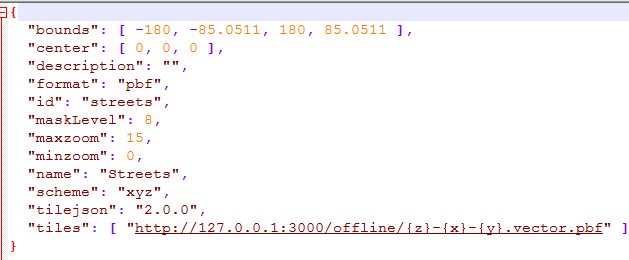 {
"bounds": [ -180, -85.0511, 180, 85.0511 ],
"center": [ 0, 0, 0 ],
"description": "",
"format": "pbf",
"id": "streets",
"maskLevel": 8,
"maxzoom": 15,
"minzoom": 0,
"name": "Streets",
"scheme": "xyz",
"tilejson": "2.0.0",
"tiles": [ "http://127.0.0.1:3000/offline/{z}-{x}-{y}.vector.pbf" ]
}